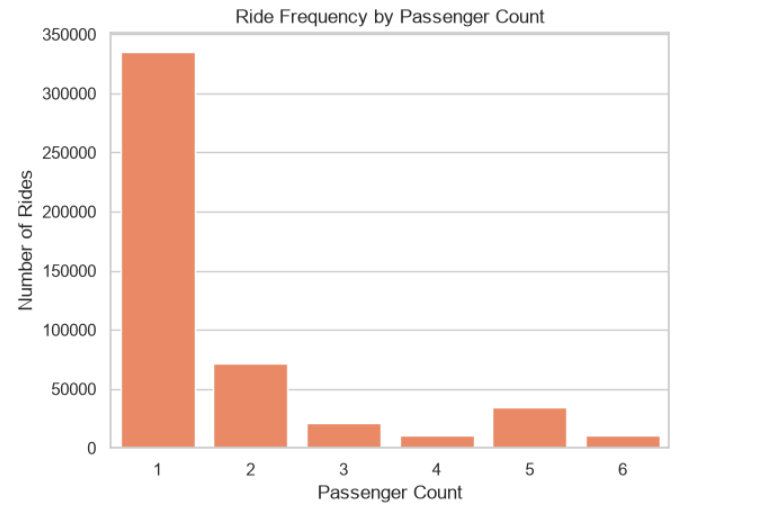 Ride Frequency by Passenger Count
350000
300000
250000
200000
150000
100000
50000
0
Number of Rides
1 2 3 4 5 6
Passenger Count